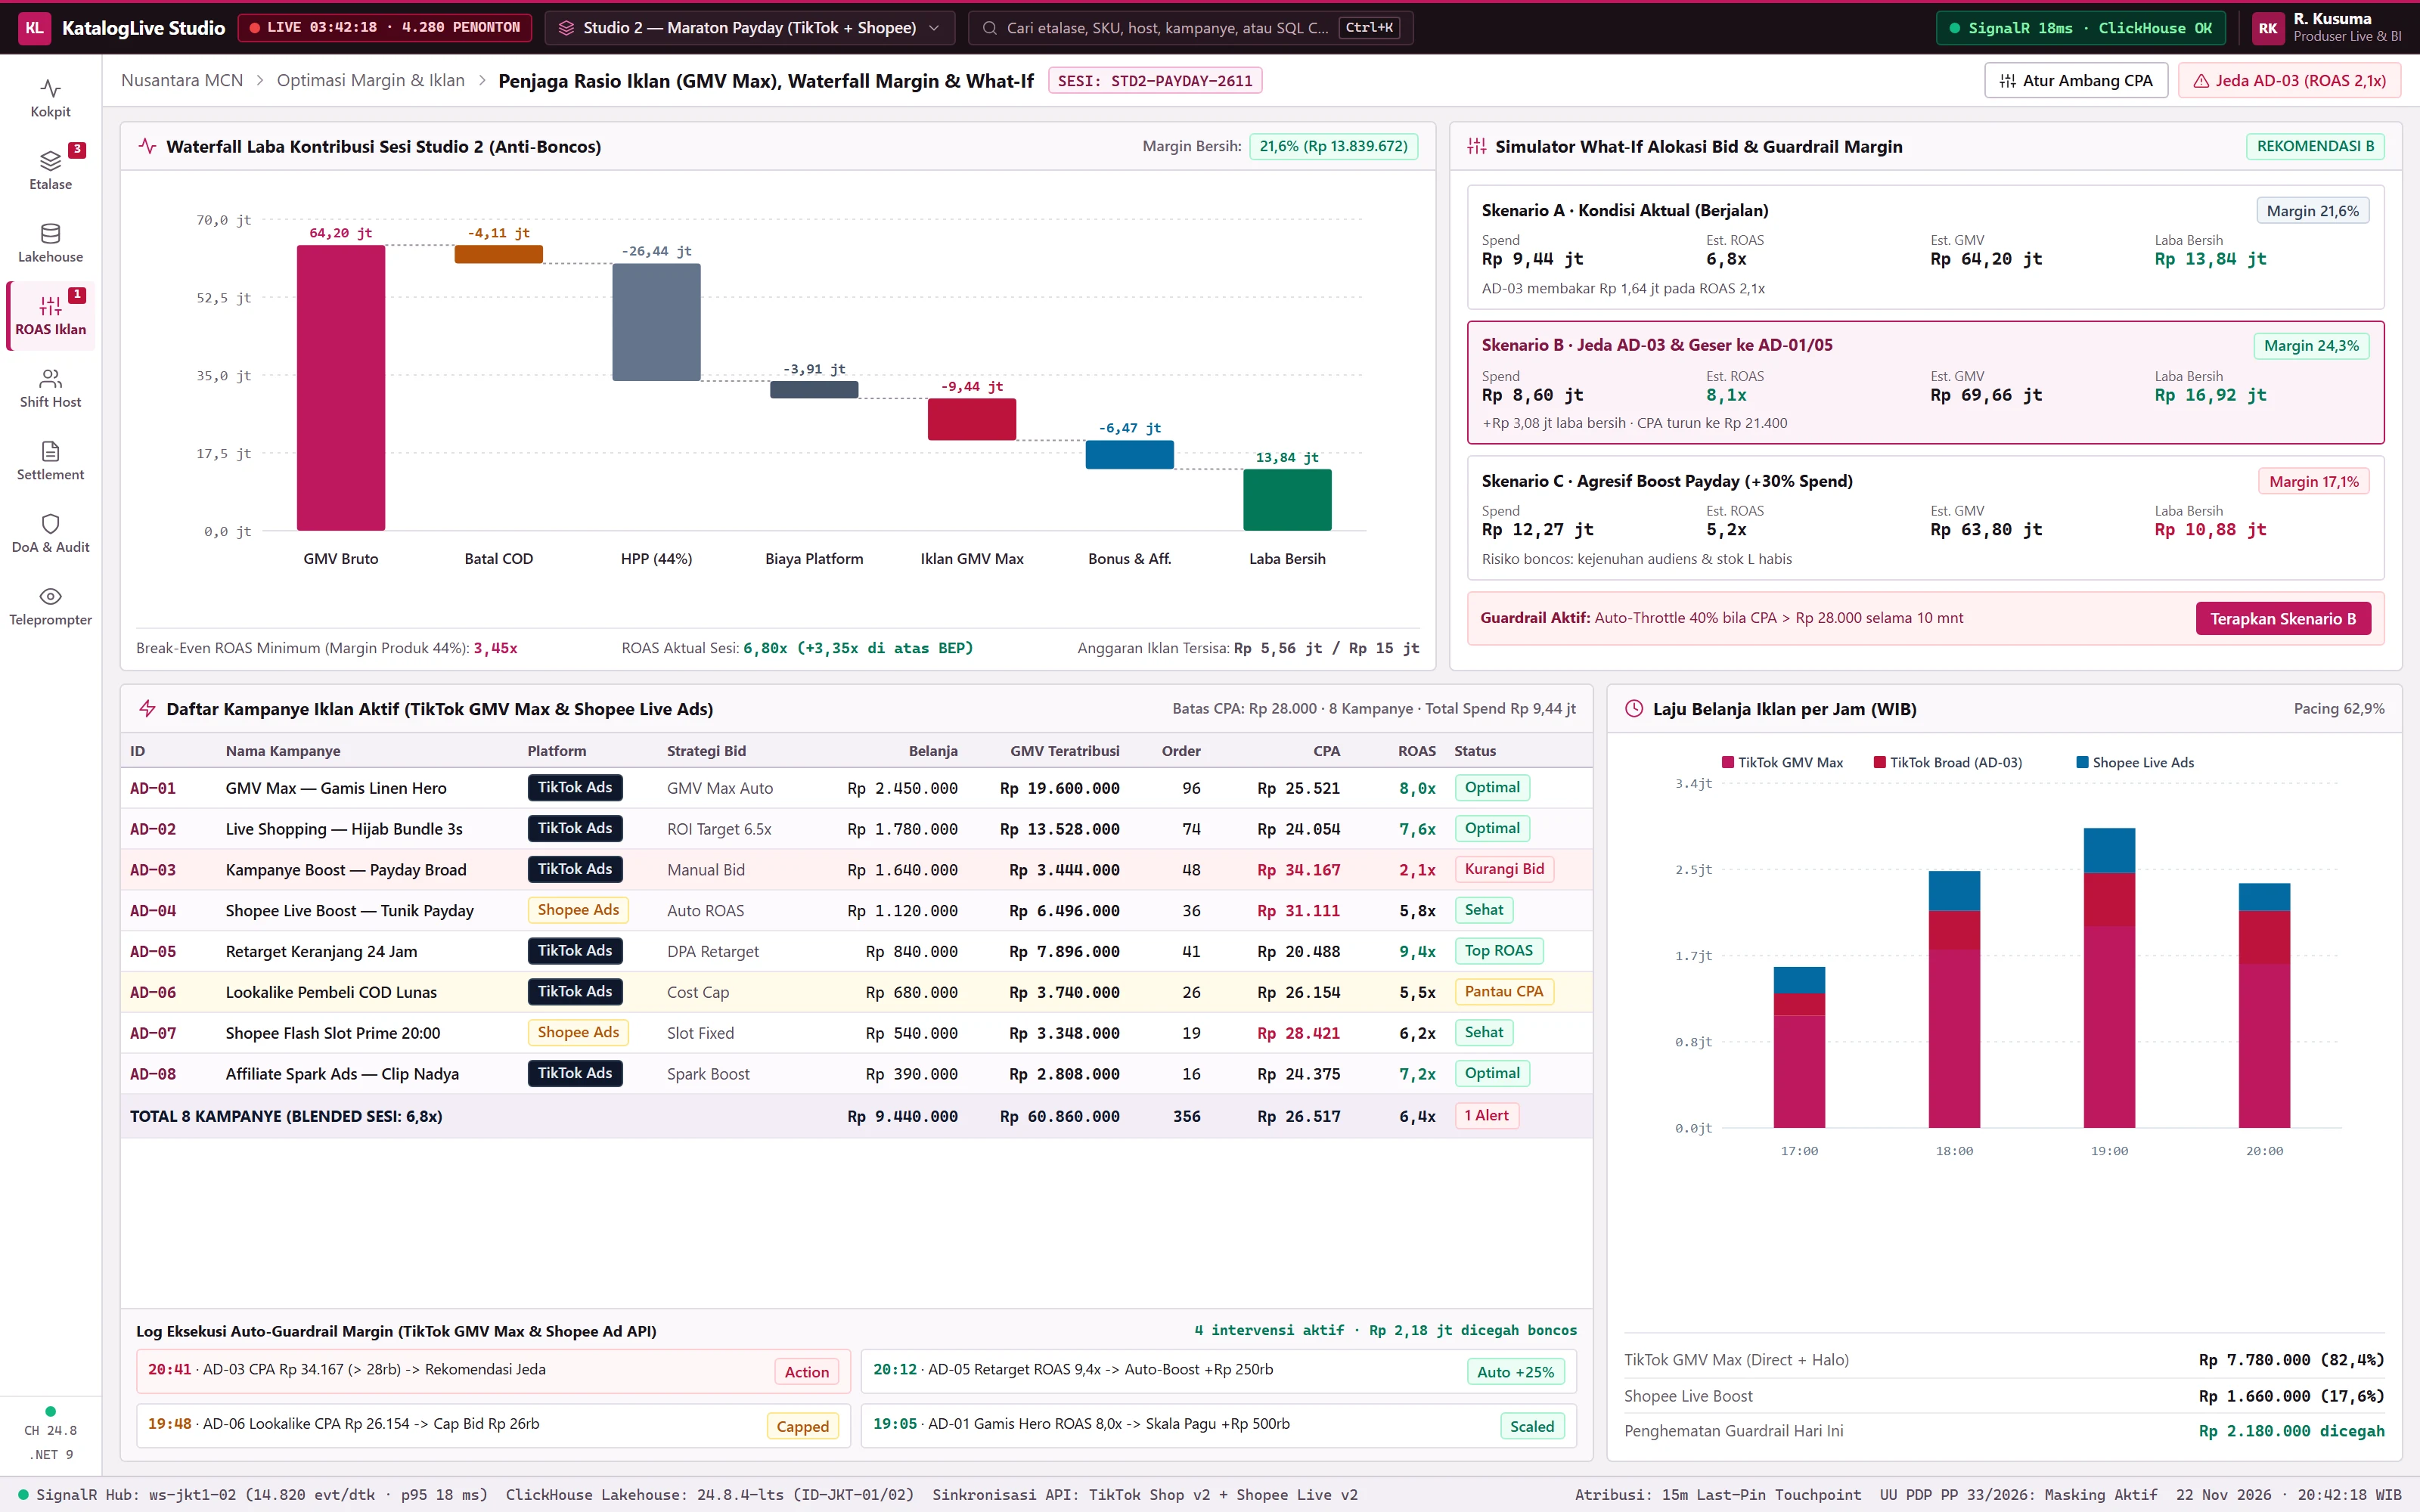 KL KatalogLive Studio LIVE 03:42:18 · 4.280 PENONTON Studio 2 — Maraton Payday (TikTok + Shopee) Cari etalase, SKU, host, kampanye, atau SQL C... Ctrl+K SignalR 18ms · ClickHouse OK RK R. Kusuma
Produser Live & BI
Nusantara MCN > Optimasi Margin & Iklan > Penjaga Rasio Iklan (GMV Max), Waterfall Margin & What-If SESI: STD2-PAYDAY-2611 Atur Ambang CPA Jeda AD-03 (ROAS 2,1x)
Kokpit
3
Etalase
Lakehouse
1
ROAS Iklan
Shift Host
Settlement
DoA & Audit
Teleprompter
CH 24.8
.NET 9
Waterfall Laba Kontribusi Sesi Studio 2 (Anti-Boncos) Margin Bersih: 21,6% (Rp 13.839.672)
70,0 jt
52,5 jt
35,0 jt
17,5 jt
0,0 jt
64,20 jt
-4,11 jt
-26,44 jt
-3,91 jt
-9,44 jt
-6,47 jt
13,84 jt
GMV Bruto Batal COD HPP (44%) Biaya Platform Iklan GMV Max Bonus & Aff. Laba Bersih
Break-Even ROAS Minimum (Margin Produk 44%): 3,45x ROAS Aktual Sesi: 6,80x (+3,35x di atas BEP) Anggaran Iklan Tersisa: Rp 5,56 jt / Rp 15 jt
Simulator What-If Alokasi Bid & Guardrail Margin REKOMENDASI B
Skenario A · Kondisi Aktual (Berjalan) Margin 21,6%
Spend Est. ROAS Est. GMV Laba Bersih
Rp 9,44 jt 6,8x Rp 64,20 jt Rp 13,84 jt
AD-03 membakar Rp 1,64 jt pada ROAS 2,1x
Skenario B · Jeda AD-03 & Geser ke AD-01/05 Margin 24,3%
Spend Est. ROAS Est. GMV Laba Bersih
Rp 8,60 jt 8,1x Rp 69,66 jt Rp 16,92 jt
+Rp 3,08 jt laba bersih · CPA turun ke Rp 21.400
Skenario C · Agresif Boost Payday (+30% Spend) Margin 17,1%
Spend Est. ROAS Est. GMV Laba Bersih
Rp 12,27 jt 5,2x Rp 63,80 jt Rp 10,88 jt
Risiko boncos: kejenuhan audiens & stok L habis
Guardrail Aktif: Auto-Throttle 40% bila CPA > Rp 28.000 selama 10 mnt Terapkan Skenario B
Daftar Kampanye Iklan Aktif (TikTok GMV Max & Shopee Live Ads) Batas CPA: Rp 28.000 · 8 Kampanye · Total Spend Rp 9,44 jt
ID Nama Kampanye Platform Strategi Bid Belanja GMV Teratribusi Order CPA ROAS Status
AD-01 GMV Max — Gamis Linen Hero TikTok Ads GMV Max Auto Rp 2.450.000 Rp 19.600.000 96 Rp 25.521 8,0x Optimal
AD-02 Live Shopping — Hijab Bundle 3s TikTok Ads ROI Target 6.5x Rp 1.780.000 Rp 13.528.000 74 Rp 24.054 7,6x Optimal
AD-03 Kampanye Boost — Payday Broad TikTok Ads Manual Bid Rp 1.640.000 Rp 3.444.000 48 Rp 34.167 2,1x Kurangi Bid
AD-04 Shopee Live Boost — Tunik Payday Shopee Ads Auto ROAS Rp 1.120.000 Rp 6.496.000 36 Rp 31.111 5,8x Sehat
AD-05 Retarget Keranjang 24 Jam TikTok Ads DPA Retarget Rp 840.000 Rp 7.896.000 41 Rp 20.488 9,4x Top ROAS
AD-06 Lookalike Pembeli COD Lunas TikTok Ads Cost Cap Rp 680.000 Rp 3.740.000 26 Rp 26.154 5,5x Pantau CPA
AD-07 Shopee Flash Slot Prime 20:00 Shopee Ads Slot Fixed Rp 540.000 Rp 3.348.000 19 Rp 28.421 6,2x Sehat
AD-08 Affiliate Spark Ads — Clip Nadya TikTok Ads Spark Boost Rp 390.000 Rp 2.808.000 16 Rp 24.375 7,2x Optimal
TOTAL 8 KAMPANYE (BLENDED SESI: 6,8x) Rp 9.440.000 Rp 60.860.000 356 Rp 26.517 6,4x 1 Alert
Log Eksekusi Auto-Guardrail Margin (TikTok GMV Max & Shopee Ad API) 4 intervensi aktif · Rp 2,18 jt dicegah boncos
20:41 · AD-03 CPA Rp 34.167 (> 28rb) -> Rekomendasi Jeda Action
20:12 · AD-05 Retarget ROAS 9,4x -> Auto-Boost +Rp 250rb Auto +25%
19:48 · AD-06 Lookalike CPA Rp 26.154 -> Cap Bid Rp 26rb Capped
19:05 · AD-01 Gamis Hero ROAS 8,0x -> Skala Pagu +Rp 500rb Scaled
Laju Belanja Iklan per Jam (WIB) Pacing 62,9%
TikTok GMV Max TikTok Broad (AD-03) Shopee Live Ads
3.4jt
2.5jt
1.7jt
0.8jt
0.0jt
17:00 18:00 19:00 20:00
TikTok GMV Max (Direct + Halo) Rp 7.780.000 (82,4%)
Shopee Live Boost Rp 1.660.000 (17,6%)
Penghematan Guardrail Hari Ini Rp 2.180.000 dicegah
SignalR Hub: ws-jkt1-02 (14.820 evt/dtk · p95 18 ms) ClickHouse Lakehouse: 24.8.4-lts (ID-JKT-01/02) Sinkronisasi API: TikTok Shop v2 + Shopee Live v2 Atribusi: 15m Last-Pin Touchpoint UU PDP PP 33/2026: Masking Aktif 22 Nov 2026 · 20:42:18 WIB